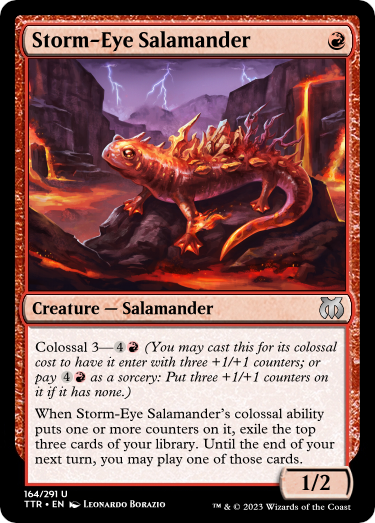 Storm-Eye Salamander
Creature — Salamander
Colossal 3—4R (You may cast this for its colossal
cost to have it enter with three +1/+1 counters; or
pay 4R as a sorcery: Put three +1/+1 counters on
it if it has none.)
When Storm-Eye Salamander's colossal ability
puts one or more counters on it, exile the top
three cards of your library. Until the end of your
next turn, you may play one of those cards.
1/2
164/291 U
TTR • EN Leonardo Borazio
™ & © 2023 Wizards of the Coast